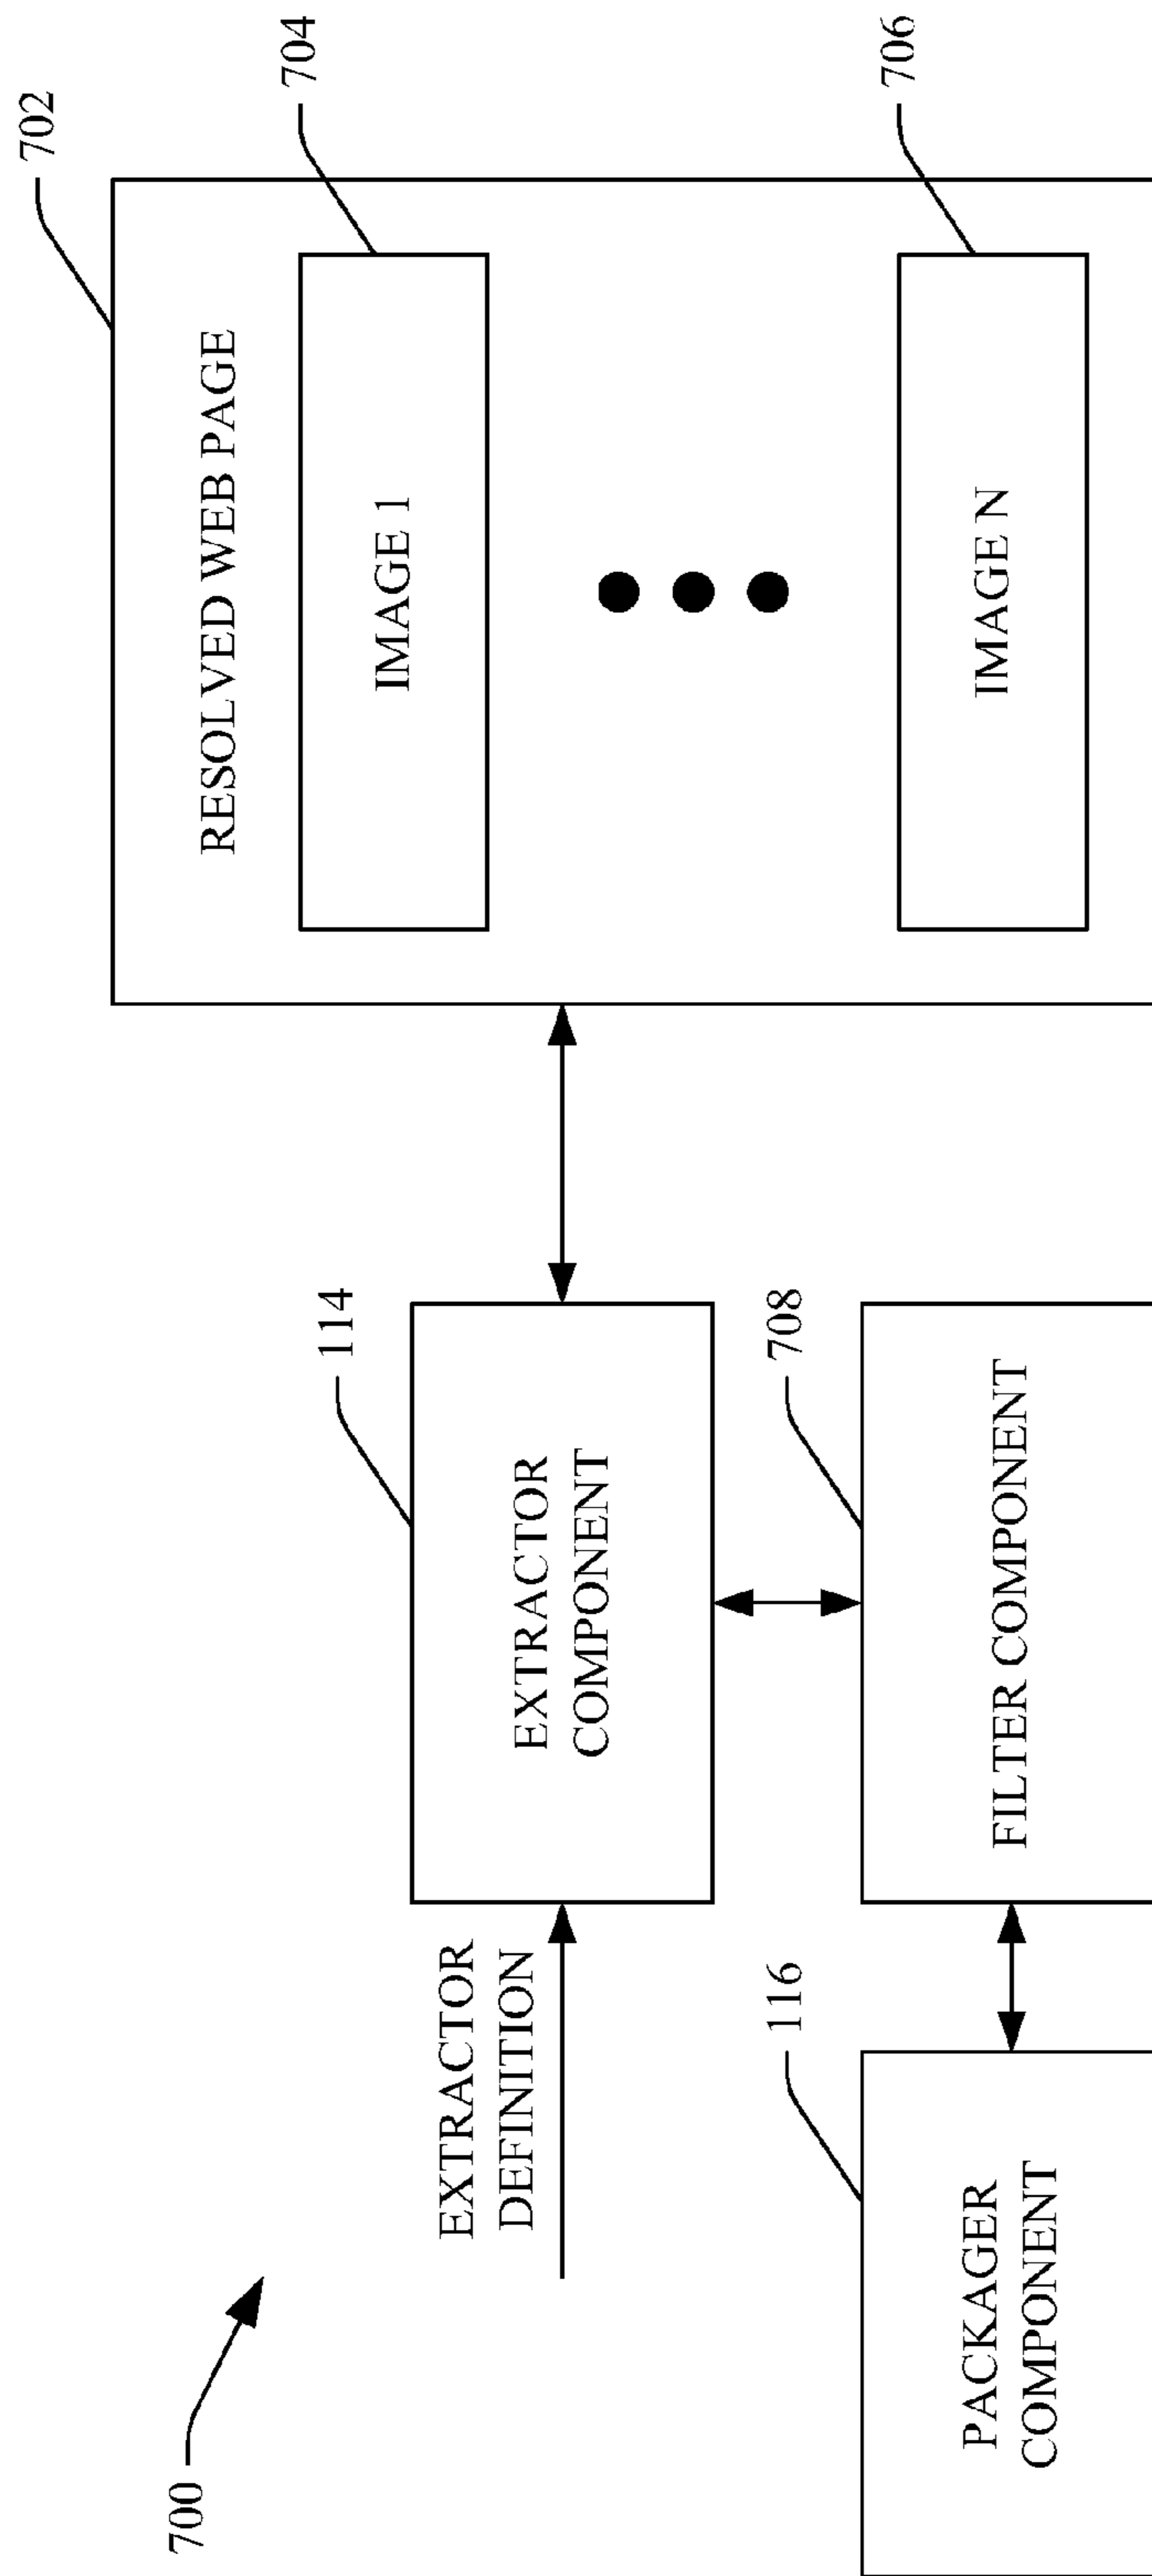 700
702
RESOLVED WEB PAGE
704
IMAGE 1
706
IMAGE N
114
EXTRACTOR
COMPONENT
EXTRACTOR
DEFINITION
708
FILTER COMPONENT
116
PACKAGER
COMPONENT